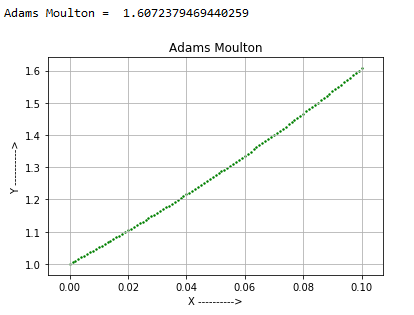 Adams Moulton =  1.6072379469440259
Adams Moulton
1.6
1.5
1.4
1.3
1.2
1.1
1.0
Y ---------->
0.00 0.02 0.04 0.06 0.08 0.10
X ---------->